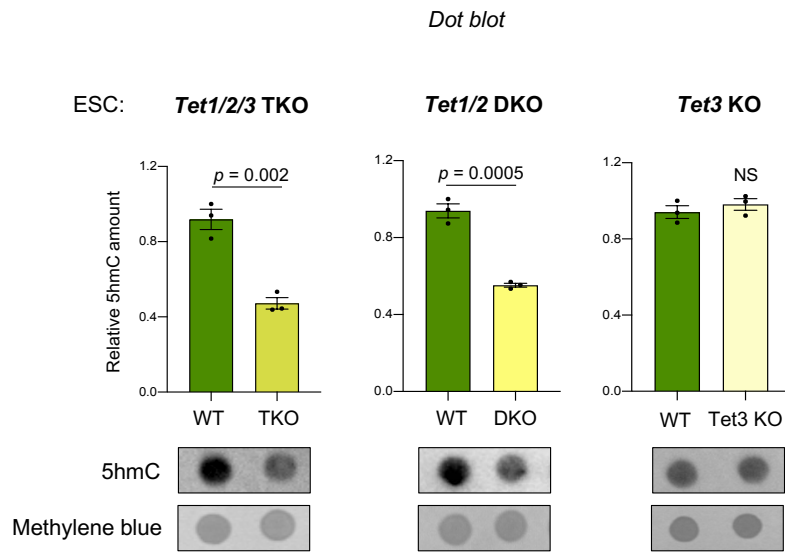 Dot blot
ESC: Tet1/2/3 TKO Tet1/2 DKO Tet3 KO
Relative 5hmC amount
1.2
0.8
0.4
0.0
p = 0.002
WT TKO
1.2
0.8
0.4
0.0
p = 0.0005
WT DKO
1.2
0.8
0.4
0.0
NS
WT Tet3 KO
5hmC
Methylene blue